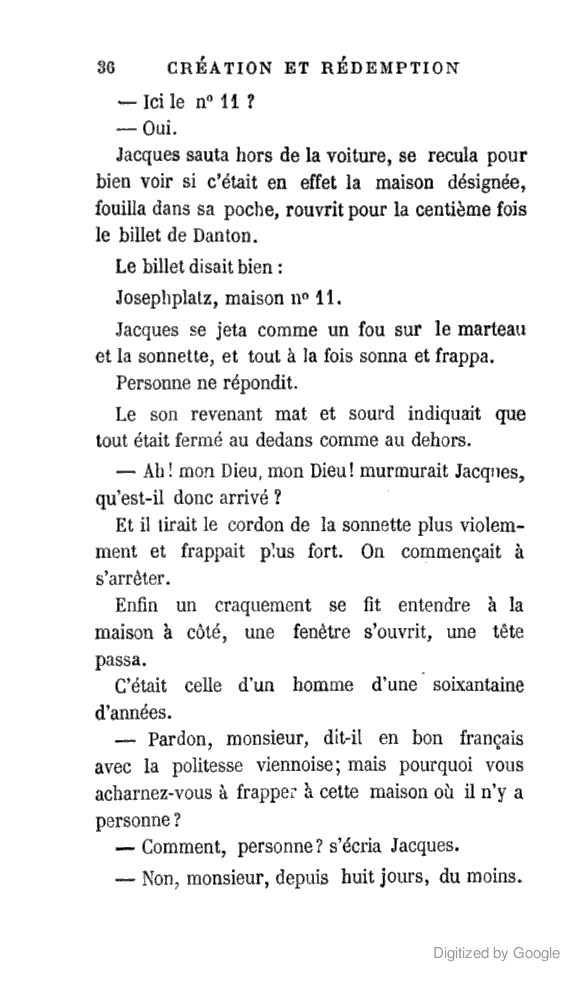 36 CRÉATION ET RÉDEMPTION
— Ici le nº 11 ?
— Oui.
Jacques sauta hors de la voiture, se recula pour
bien voir si c'était en effet la maison désignée,
fouilla dans sa poche, rouvrit pour la centième fois
le billet de Danton.
Le billet disait bien :
Josephplatz, maison nº 11.
Jacques se jeta comme un fou sur le marteau
et la sonnette, et tout à la fois sonna et frappa.
Personne ne répondit.
Le son revenant mat et sourd indiquait que
tout était fermé au dedans comme au dehors.
— Ah ! mon Dieu, mon Dieu ! murmurait Jacques,
qu'est-il donc arrivé ?
Et il tirait le cordon de la sonnette plus violem-
ment et frappait plus fort. On commençait à
s'arrêter.
Enfin un craquement se fit entendre à la
maison à côté, une fenêtre s'ouvrit, une tête
passa.
C'était celle d'un homme d'une soixantaine
d'années.
— Pardon, monsieur, dit-il en bon français
avec la politesse viennoise; mais pourquoi vous
acharnez-vous à frapper à cette maison où il n'y a
personne ?
— Comment, personne ? s'écria Jacques.
— Non, monsieur, depuis huit jours, du moins.
Digitized by Google